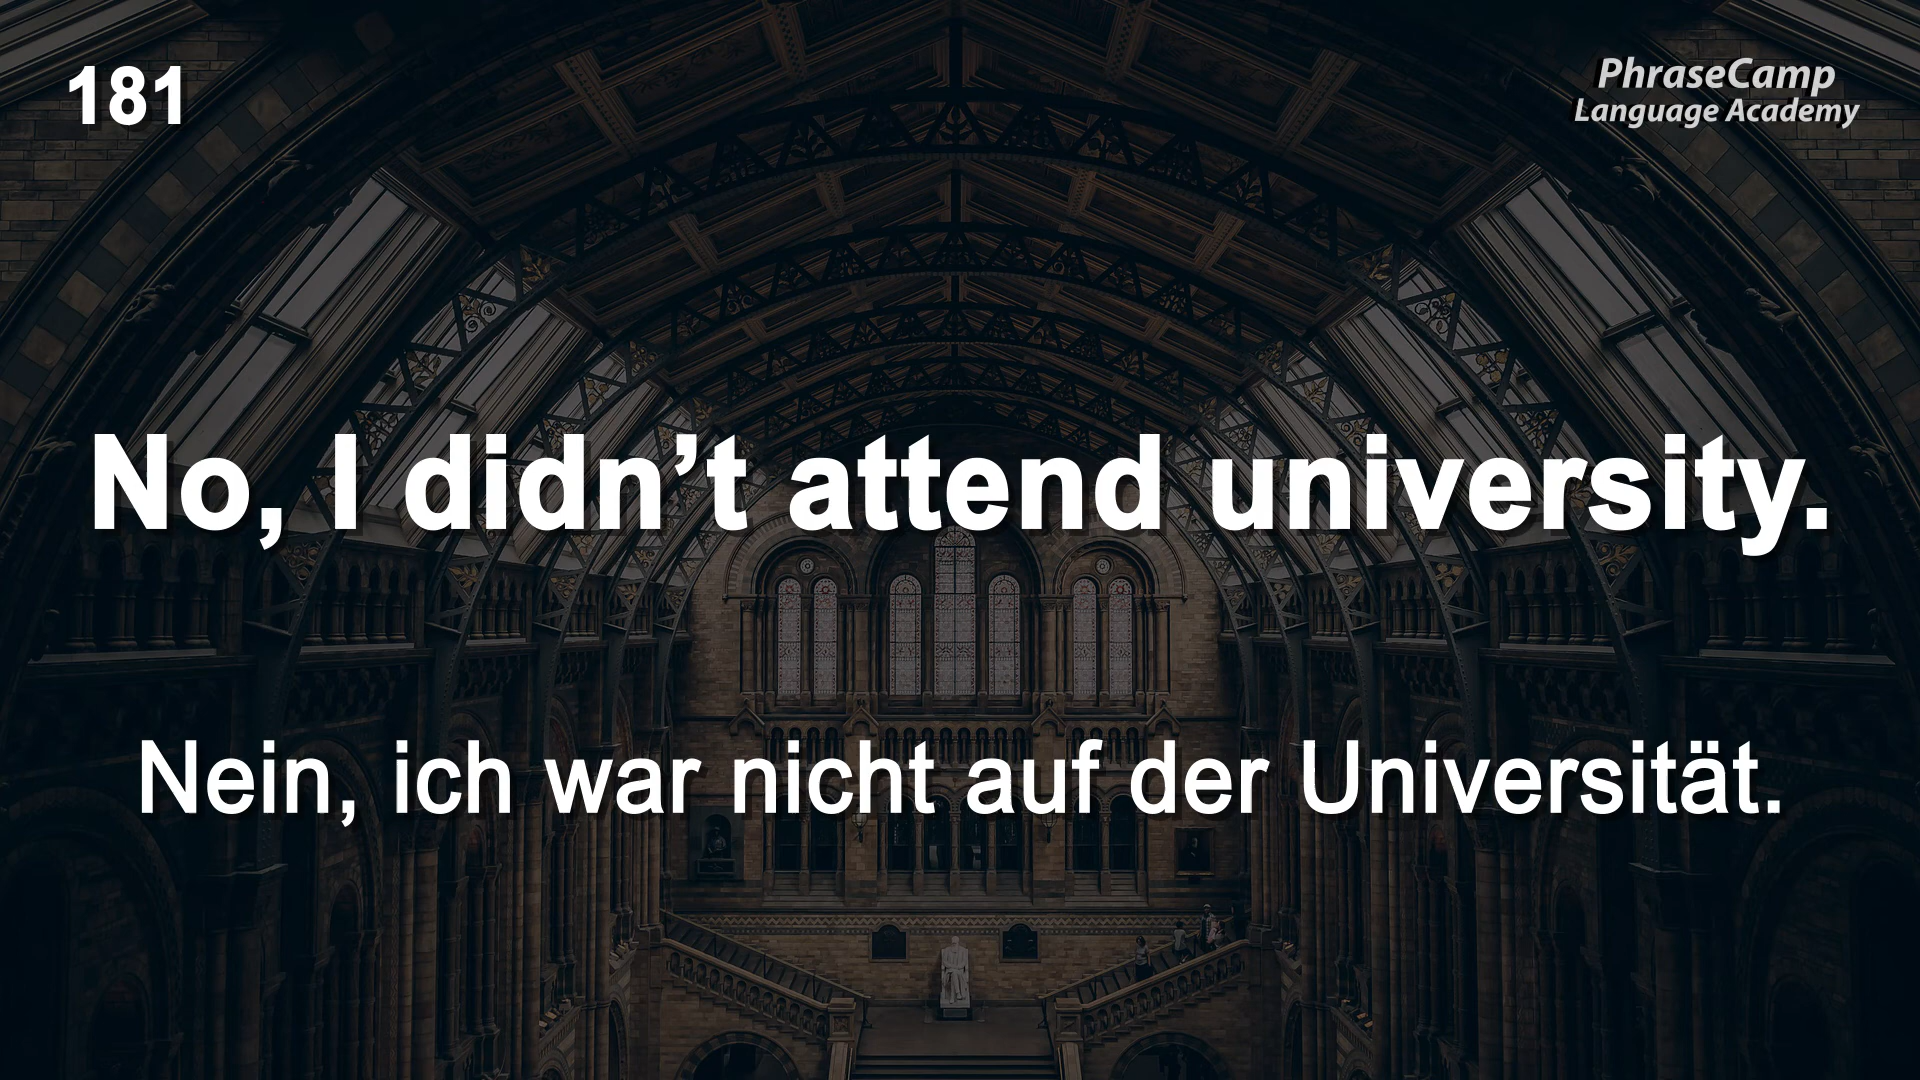 181
PhraseCamp
Language Academy
No, I didn’t attend university.
Nein, ich war nicht auf der Universität.